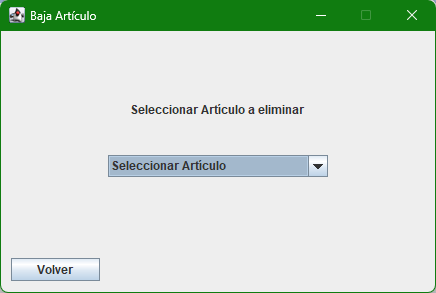 Baja Artículo
Seleccionar Artículo a eliminar
Seleccionar Artículo
Volver